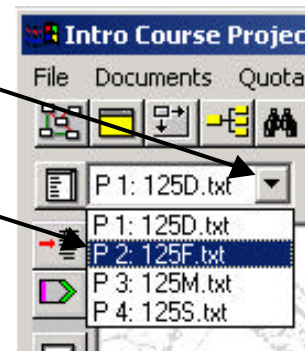 Intro Course Projec
File Documents Quota
P 1: 125D.txt
P 1: 125D.txt
P 2: 125F.txt
P 3: 125M.txt
P 4: 125S.txt